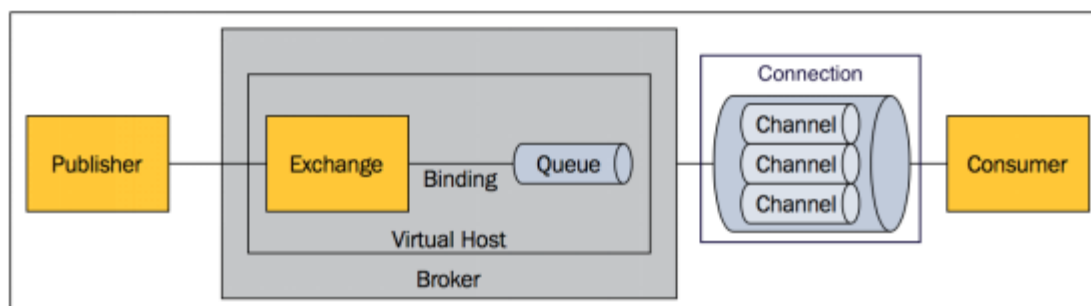 Publisher
Exchange
Binding
Queue
Virtual Host
Broker
Connection
Channel
Channel
Channel
Consumer